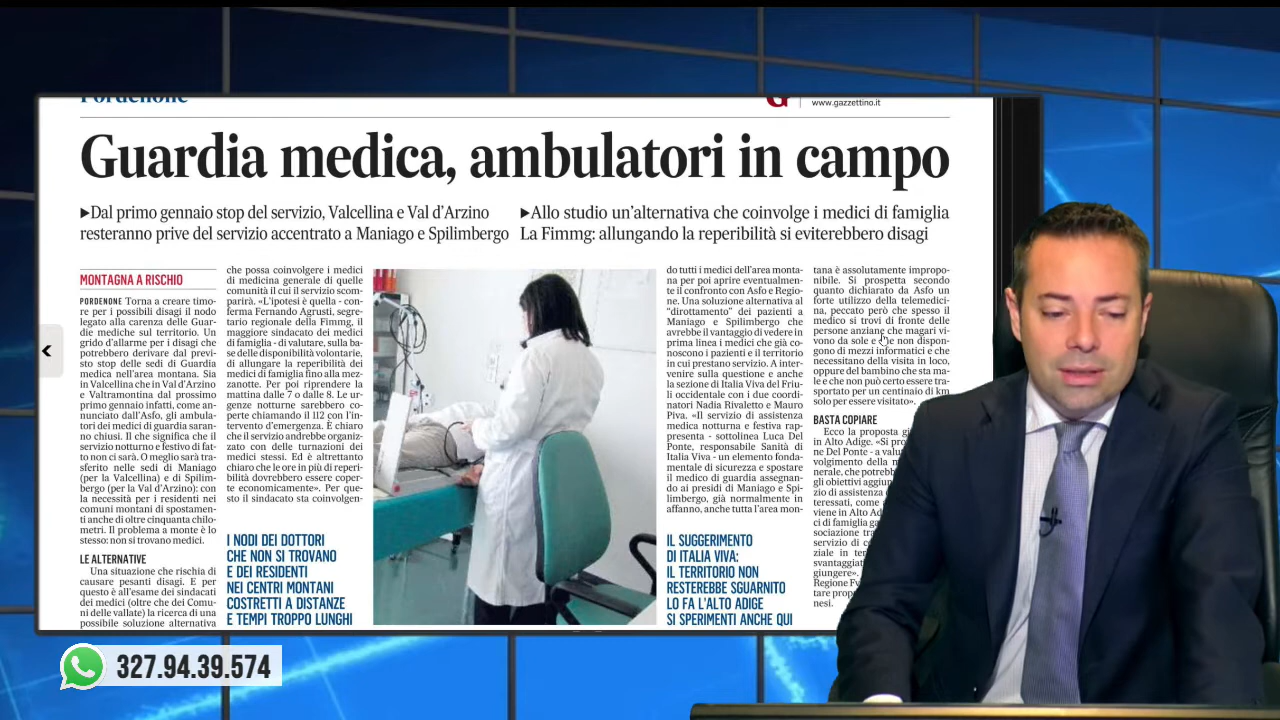 Pordenone
www.gazzettino.it
Guardia medica, ambulatori in campo
▶Dal primo gennaio stop del servizio, Valcellina e Val d'Arzino
resteranno prive del servizio accentrato a Maniago e Spilimbergo
▶Allo studio un'alternativa che coinvolge i medici di famiglia
La Fimmg: allungando la reperibilità si eviterebbero disagi
MONTAGNA A RISCHIO
PORDENONE Torna a creare timo-
re per i possibili disagi il nodo
legato alla carenza delle Guar-
die mediche sul territorio. Un
grido d'allarme per i disagi che
potrebbero derivare dal previ-
sto stop delle sedi di Guardia
medica nell'area montana. Sia
in Valcellina che in Val d'Arzino
e Valtramontina dal prossimo
primo gennaio infatti, come an-
nunciato dall'Asfo, gli ambula-
tori dei medici di guardia saran-
no chiusi. Il che significa che il
servizio notturno e festivo di fat-
to non ci sarà. O meglio sarà tra-
sferito nelle sedi di Maniago
(per la Valcellina) e di Spilim-
bergo (per la Val d'Arzino): con
la necessità per i residenti nei
comuni montani di spostamen-
ti anche di oltre cinquanta chilo-
metri. Il problema a monte è lo
stesso: non si trovano medici.
LE ALTERNATIVE
Una situazione che rischia di
causare pesanti disagi. E per
questo è all'esame dei sindacati
dei medici (oltre che dei Comu-
ni delle vallate) la ricerca di una
possibile soluzione alternativa
che possa coinvolgere i medici
di medicina generale di quelle
comunità il cui il servizio scom-
parirà. «L'ipotesi è quella - con-
ferma Fernando Agrusti, segre-
tario regionale della Fimmg, il
maggiore sindacato dei medici
di famiglia - di valutare, sulla ba-
se delle disponibilità volontarie,
di allungare la reperibilità dei
medici di famiglia fino alla mez-
zanotte. Per poi riprendere la
mattina dalle 7 o dalle 8. Le ur-
genze notturne sarebbero co-
perte chiamando il 112 con l'in-
tervento d'emergenza. È chiaro
che il servizio andrebbe organiz-
zato con delle turnazioni dei
medici stessi. Ed è altrettanto
chiaro che le ore in più di reperi-
bilità dovrebbero essere coper-
te economicamente». Per que-
sto il sindacato sta coinvolgen-
I NODI DEI DOTTORI
CHE NON SI TROVANO
E DEI RESIDENTI
NEI CENTRI MONTANI
COSTRETTI A DISTANZE
E TEMPI TROPPO LUNGHI
do tutti i medici dell'area monta-
na per poi aprire eventualmen-
te il confronto con Asfo e Regio-
ne. Una soluzione alternativa al
"dirottamento" dei pazienti a
Maniago e Spilimbergo che
avrebbe il vantaggio di vedere in
prima linea i medici che già co-
noscono i pazienti e il territorio
in cui prestano servizio. A inter-
venire sulla questione e anche
la sezione di Italia Viva del Friu-
li occidentale con i due coordi-
natori Nadia Rivaletto e Mauro
Piva. «Il servizio di assistenza
medica notturna e festiva rap-
presenta - sottolinea Luca Del
Ponte, responsabile Sanità di
Italia Viva - un elemento fonda-
mentale di sicurezza e spostare
il medico di guardia assegnan-
do ai presidi di Maniago e Spi-
limbergo, già normalmente in
affanno, anche tutta l'area mon-
IL SUGGERIMENTO
DI ITALIA VIVA:
IL TERRITORIO NON
RESTEREBBE SGUARNITO
LO FA L'ALTO ADIGE
SI SPERIMENTI ANCHE QUI
tana è assolutamente impropo-
nibile. Si prospetta secondo
quanto dichiarato da Asfo un
forte utilizzo della telemedici-
na, peccato però che spesso il
medico si trovi di fronte delle
persone anziane che magari vi-
vono da sole e che non dispon-
gono di mezzi informatici e che
necessitano della visita in loco,
oppure del bambino che sta ma-
le e che non può certo essere tra-
sportato per un centinaio di km
solo per essere visitato».
BASTA COPIARE
Ecco la proposta gi
in Alto Adige. «Si pro
ne Del Ponte - a valu
volgimento della n
nerale, che potrebb
gli obiettivi aggiun
zio di assistenza
teressati, come
viene in Alto Ad
ci di famiglia ga
sociazione tra
servizio di c
ziale in ter
svantaggiat
giungere».
Regione Fv
tare prop
nesi.
327.94.39.574